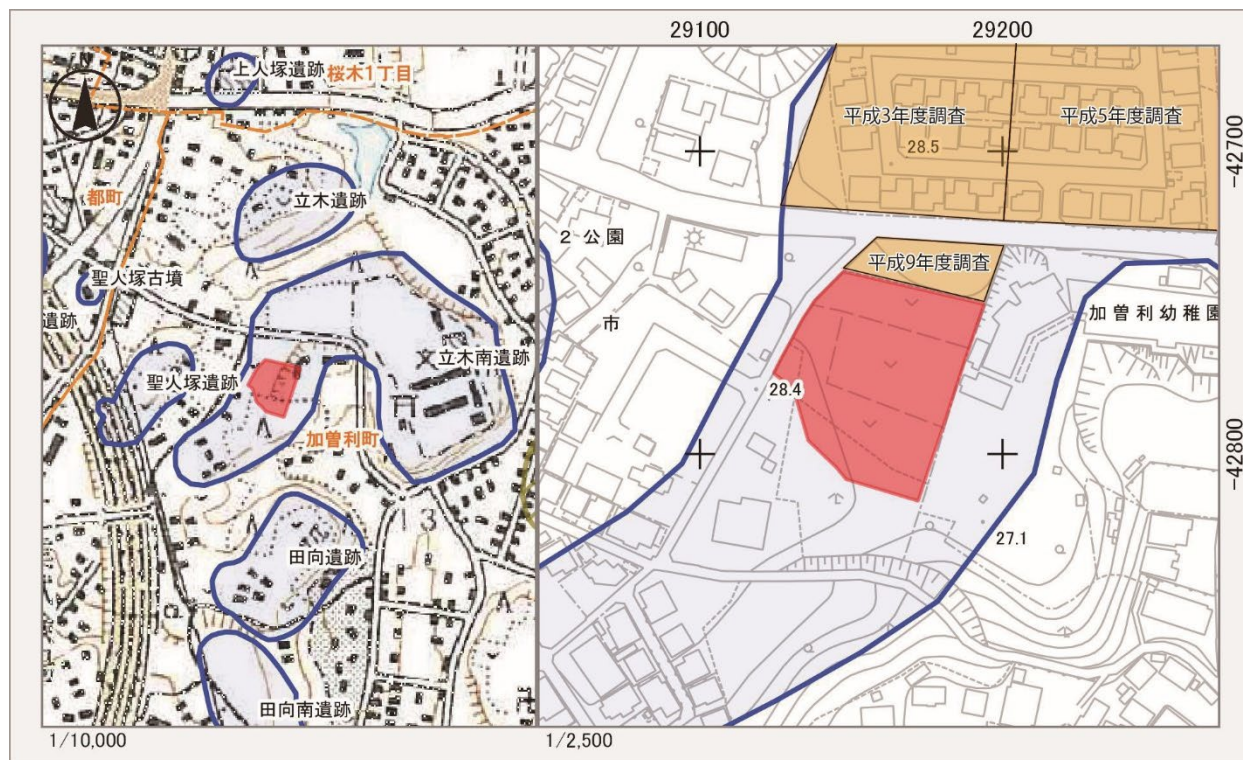 N
上人塚遺跡
桜木1丁目
都町
立木遺跡
聖人塚古墳
遺跡
立木南遺跡
聖人塚遺跡
加曽利町
13
田向遺跡
田向南遺跡
1/10,000
29100
29200
平成3年度調査
平成5年度調査
28.5
-42700
2公園
平成9年度調査
市
加曽利幼稚園
28.4
-42800
27.1
1/2,500